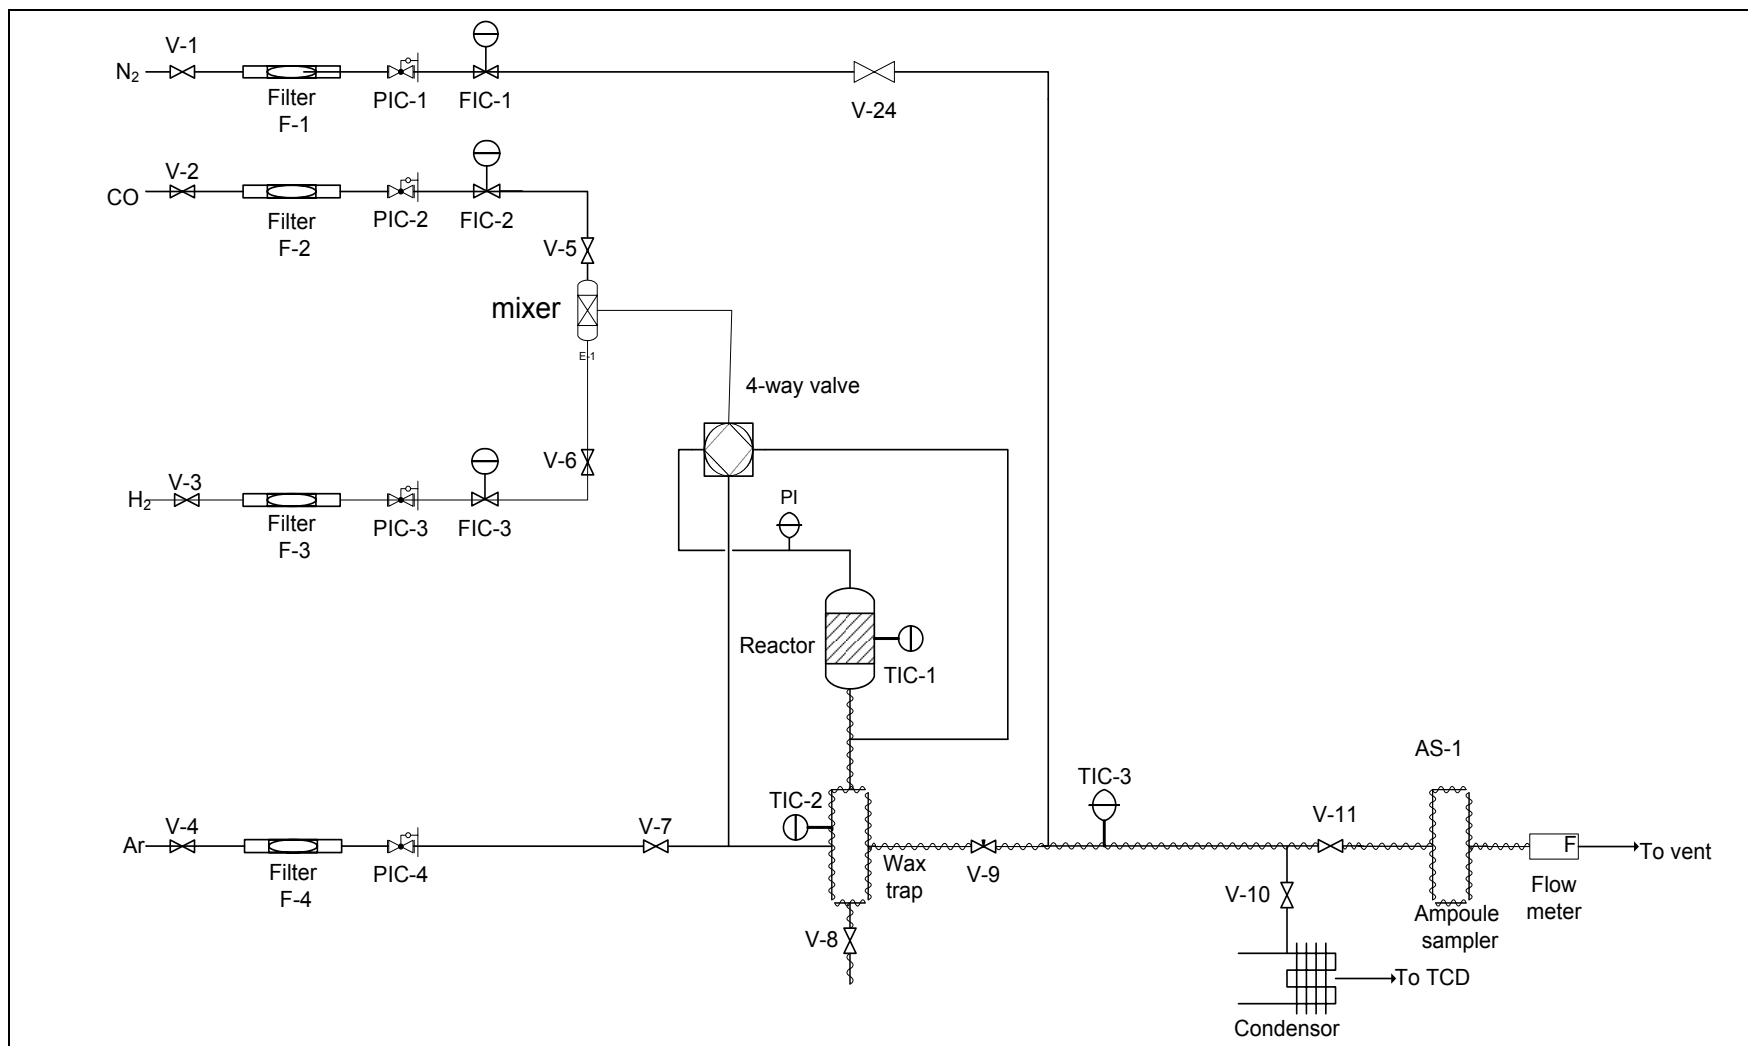 V-1
N2
Filter
F-1
PIC-1
FIC-1
V-24
V-2
CO
Filter
F-2
PIC-2
FIC-2
V-5
mixer
E-1
4-way valve
V-6
V-3
H2
Filter
F-3
PIC-3
FIC-3
PI
Reactor
TIC-1
AS-1
TIC-3
TIC-2
V-4
Ar
Filter
F-4
PIC-4
V-7
Wax
trap
V-9
V-11
F
To vent
Flow
meter
V-10
Ampoule
sampler
V-8
To TCD
Condensor